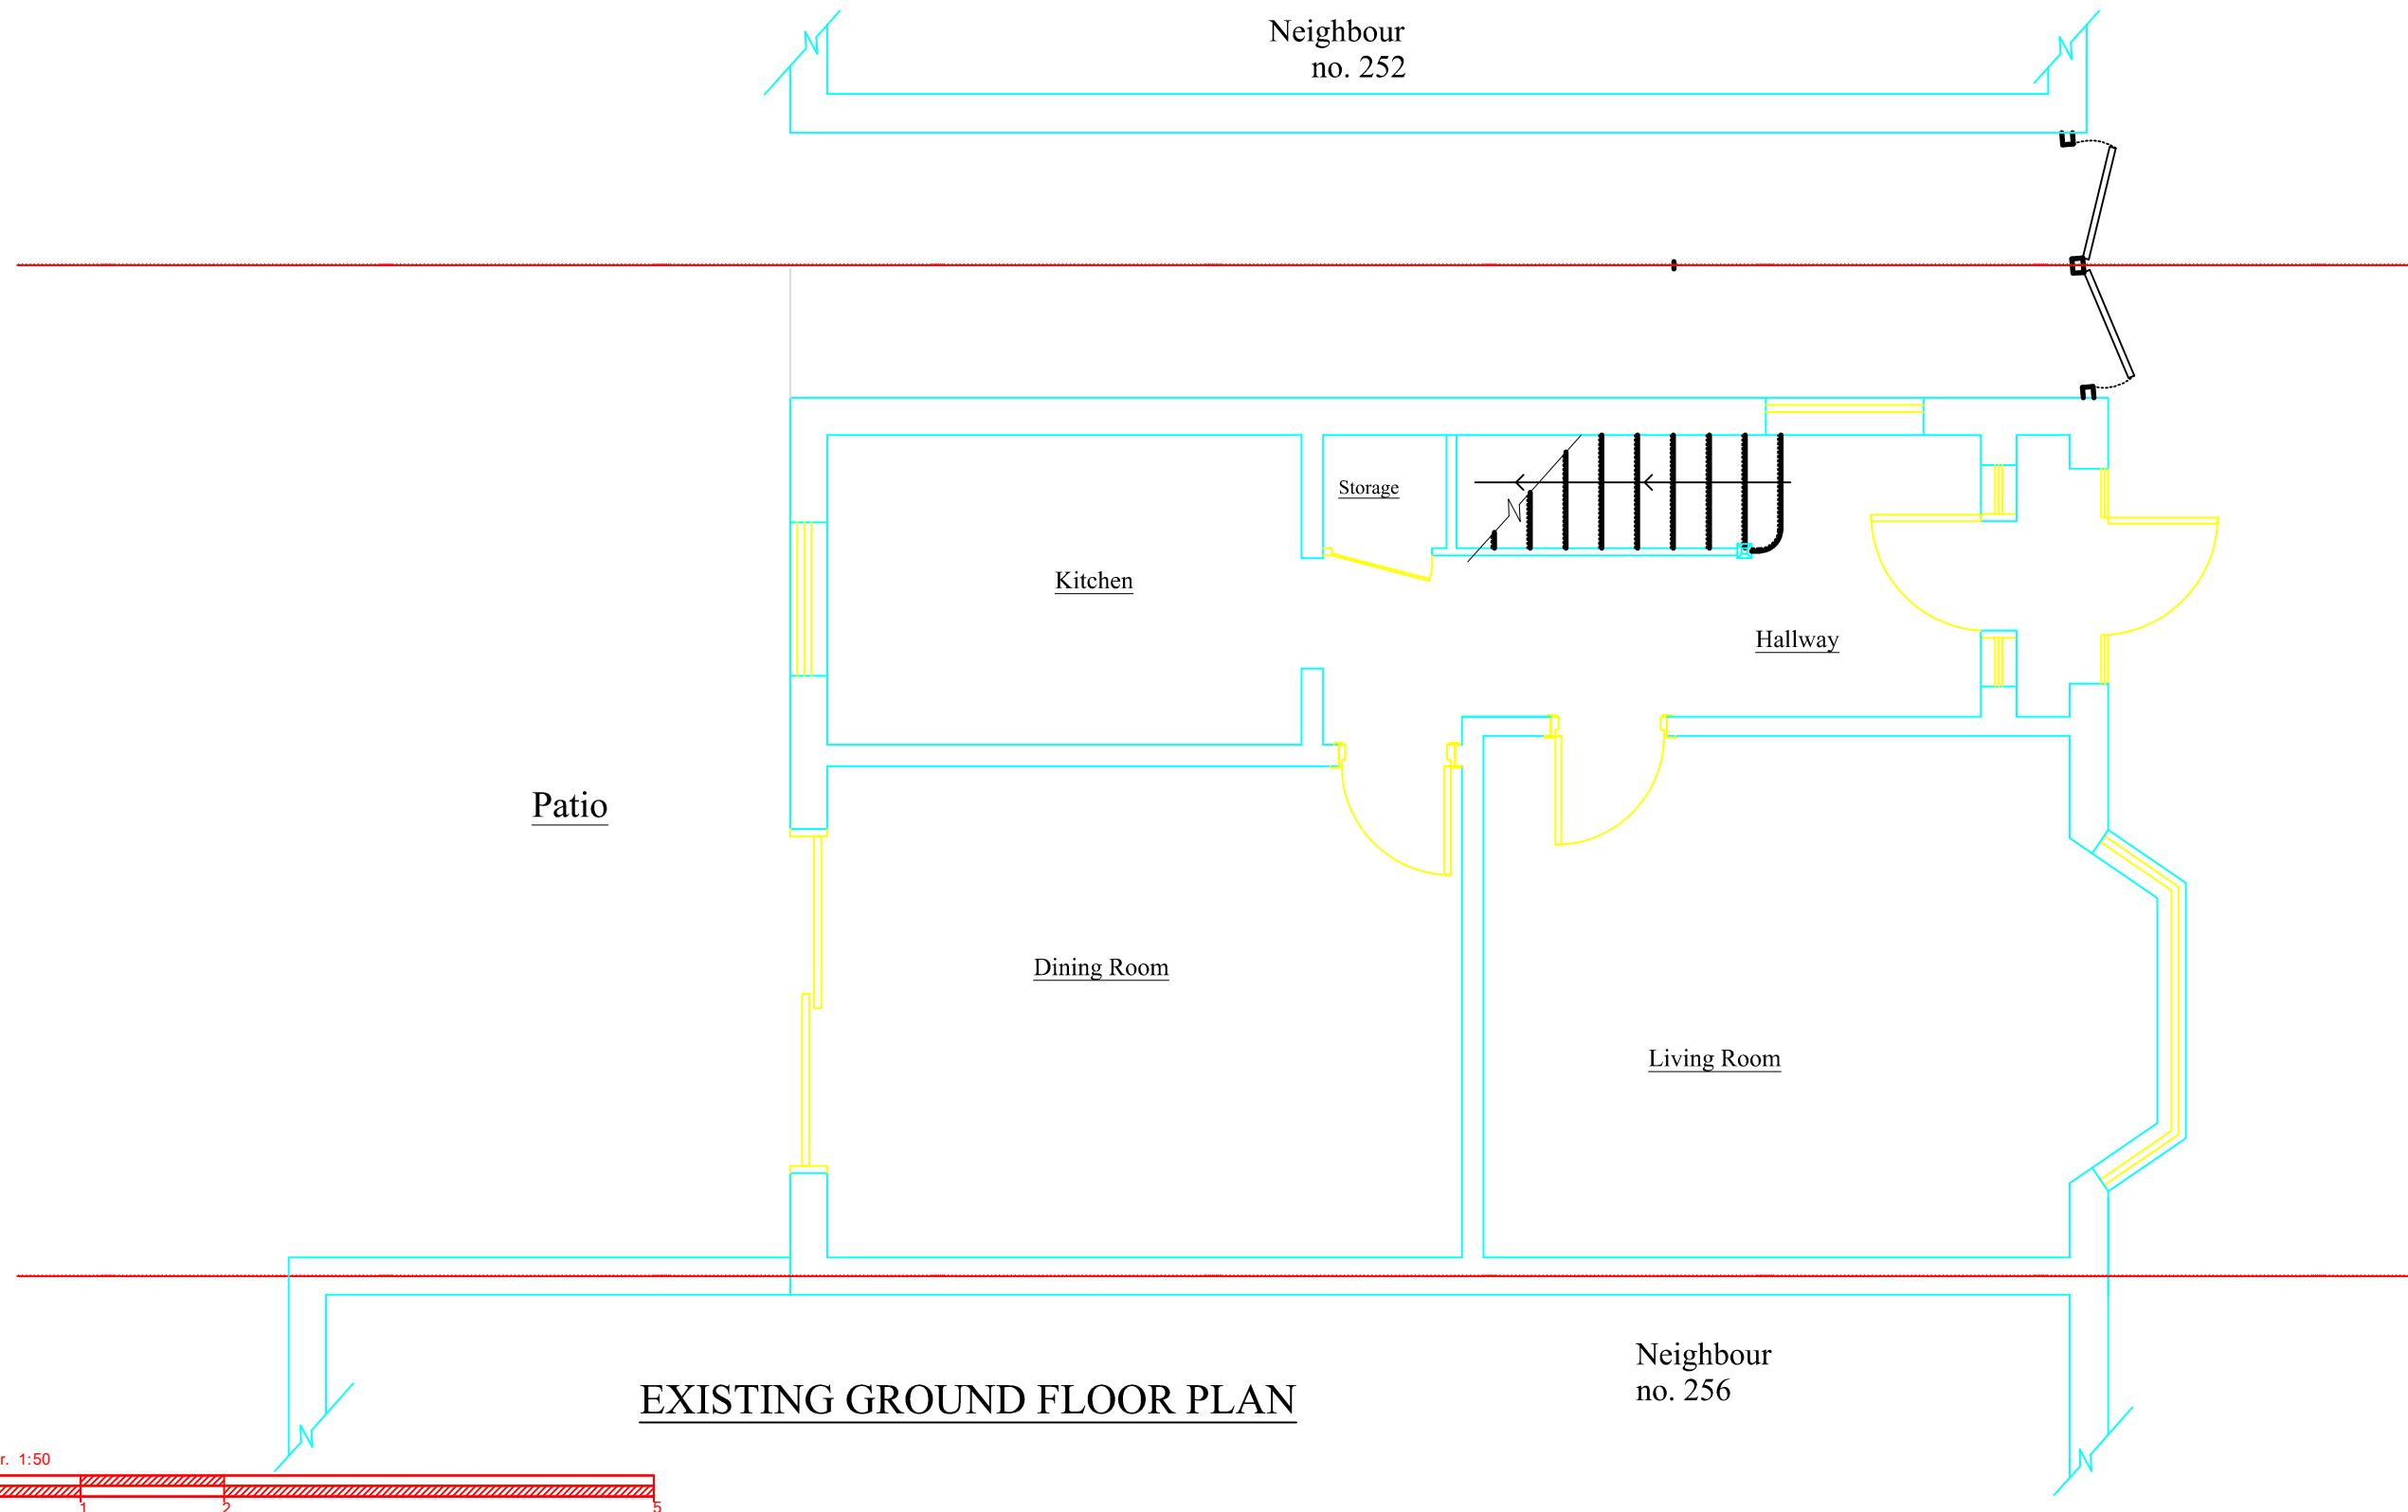 Neighbour
no. 252
Storage
Kitchen
Hallway
Patio
Dining Room
Living Room
Neighbour
no. 256
EXISTING GROUND FLOOR PLAN
r. 1:50
1 2 5